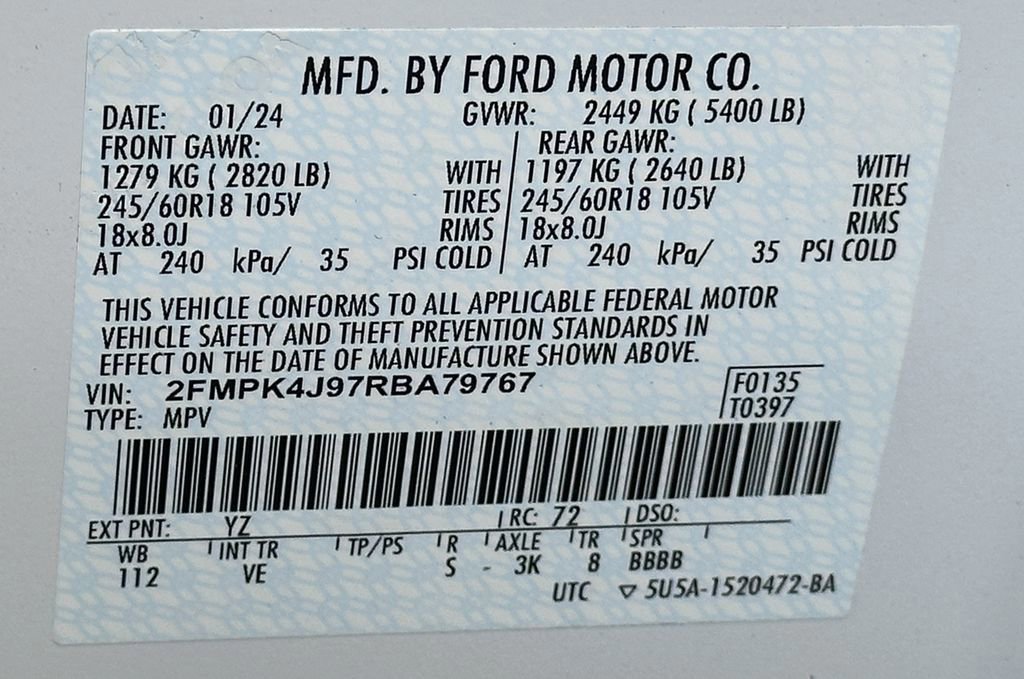 MFD. BY FORD MOTOR CO.
DATE: 01/24 GVWR: 2449 KG ( 5400 LB)
FRONT GAWR: REAR GAWR:
1279 KG ( 2820 LB) WITH 1197 KG ( 2640 LB) WITH
245/60R18 105V TIRES 245/60R18 105V TIRES
18x8.0J RIMS 18x8.0J RIMS
AT 240 kPa/ 35 PSI COLD AT 240 kPa/ 35 PSI COLD
THIS VEHICLE CONFORMS TO ALL APPLICABLE FEDERAL MOTOR
VEHICLE SAFETY AND THEFT PREVENTION STANDARDS IN
EFFECT ON THE DATE OF MANUFACTURE SHOWN ABOVE.
VIN: 2FMPK4J97RBA79767 F0135
TYPE: MPV T0397
EXT PNT: YZ RC: 72 DSO:
WB INT TR TP/PS R AXLE TR SPR
112 VE S - 3K 8 BBBB
UTC ▽ 5U5A-1520472-BA